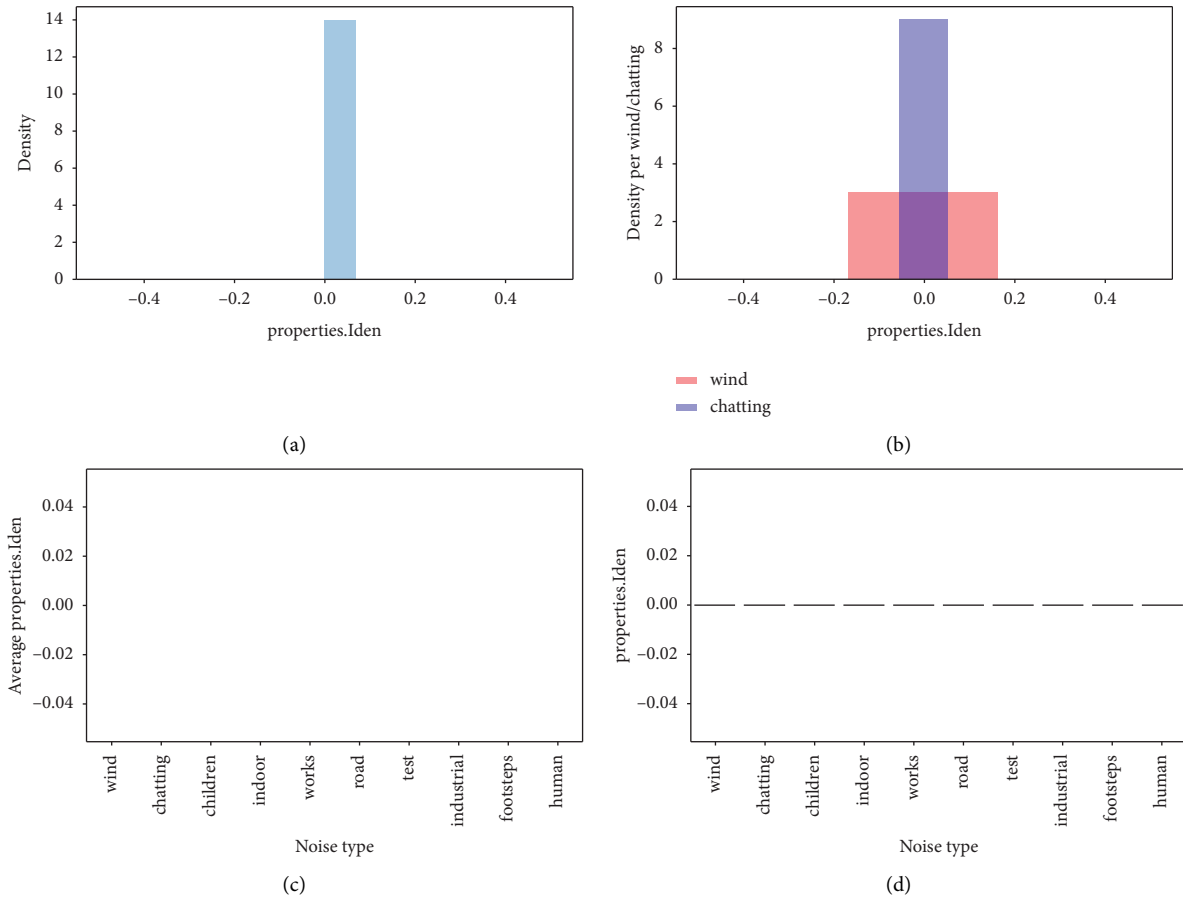 14
12
10
8
6
4
2
0
Density
–0.4 –0.2 0.0 0.2 0.4
properties.Iden
(a)
8
6
4
2
0
Density per wind/chatting
–0.4 –0.2 0.0 0.2 0.4
properties.Iden
wind
chatting
(b)
0.04
0.02
0.00
–0.02
–0.04
Average properties.Iden
wind
chatting
children
indoor
works
road
test
industrial
footsteps
human
Noise type
(c)
0.04
0.02
0.00
–0.02
–0.04
properties.Iden
wind
chatting
children
indoor
works
road
test
industrial
footsteps
human
Noise type
(d)